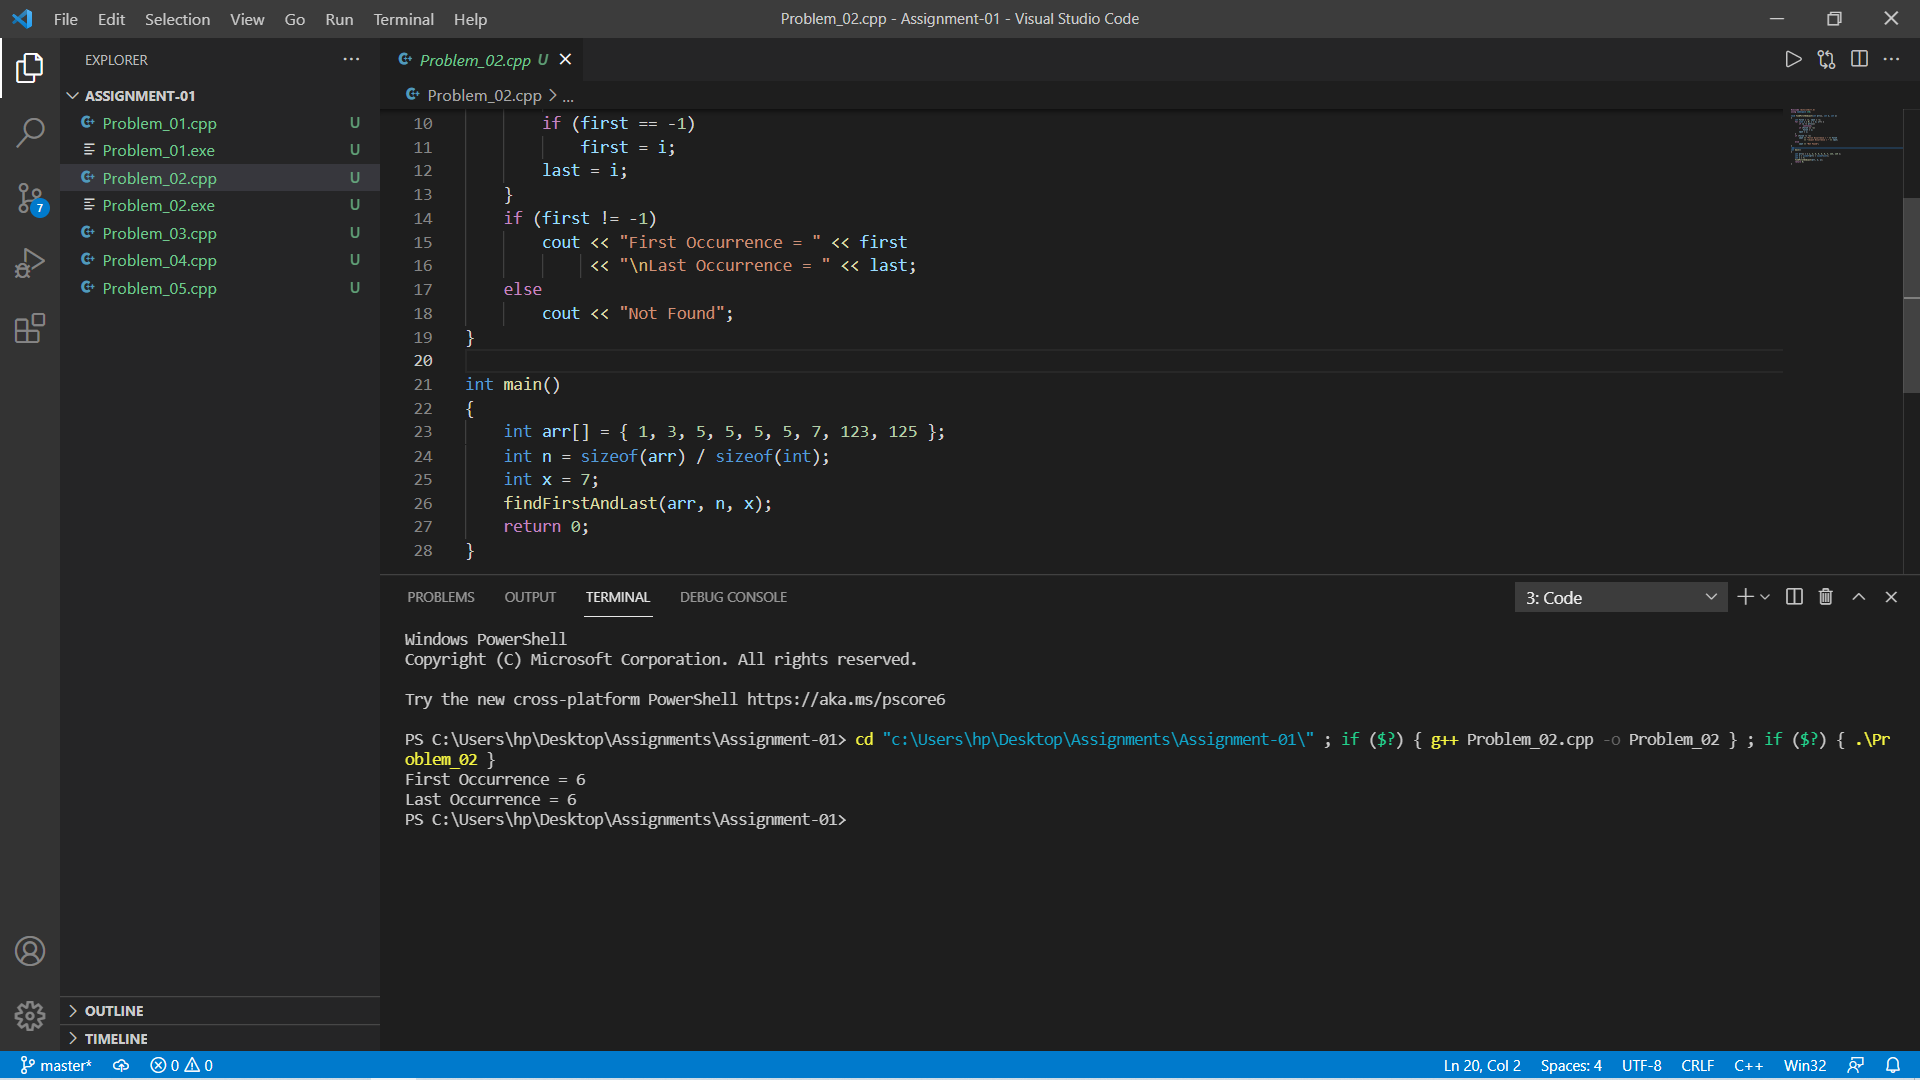 File Edit Selection View Go Run Terminal Help
Problem_02.cpp - Assignment-01 - Visual Studio Code
EXPLORER
ASSIGNMENT-01
Problem_01.cpp U
Problem_01.exe U
Problem_02.cpp U
Problem_02.exe U
Problem_03.cpp U
Problem_04.cpp U
Problem_05.cpp U
7
OUTLINE
TIMELINE
Problem_02.cpp U
Problem_02.cpp > ...
10 if (first == -1)
11 first = i;
12 last = i;
13 }
14 if (first != -1)
15 cout << "First Occurrence = " << first
16 << "\nLast Occurrence = " << last;
17 else
18 cout << "Not Found";
19 }
20
21 int main()
22 {
23 int arr[] = { 1, 3, 5, 5, 5, 5, 7, 123, 125 };
24 int n = sizeof(arr) / sizeof(int);
25 int x = 7;
26 findFirstAndLast(arr, n, x);
27 return 0;
28 }
PROBLEMS OUTPUT TERMINAL DEBUG CONSOLE
3: Code
Windows PowerShell
Copyright (C) Microsoft Corporation. All rights reserved.
Try the new cross-platform PowerShell https://aka.ms/pscore6
PS C:\Users\hp\Desktop\Assignments\Assignment-01> cd "c:\Users\hp\Desktop\Assignments\Assignment-01\" ; if ($?) { g++ Problem_02.cpp -o Problem_02 } ; if ($?) { .\Pr
oblem_02 }
First Occurrence = 6
Last Occurrence = 6
PS C:\Users\hp\Desktop\Assignments\Assignment-01>
master* 0 0
Ln 20, Col 2 Spaces: 4 UTF-8 CRLF C++ Win32